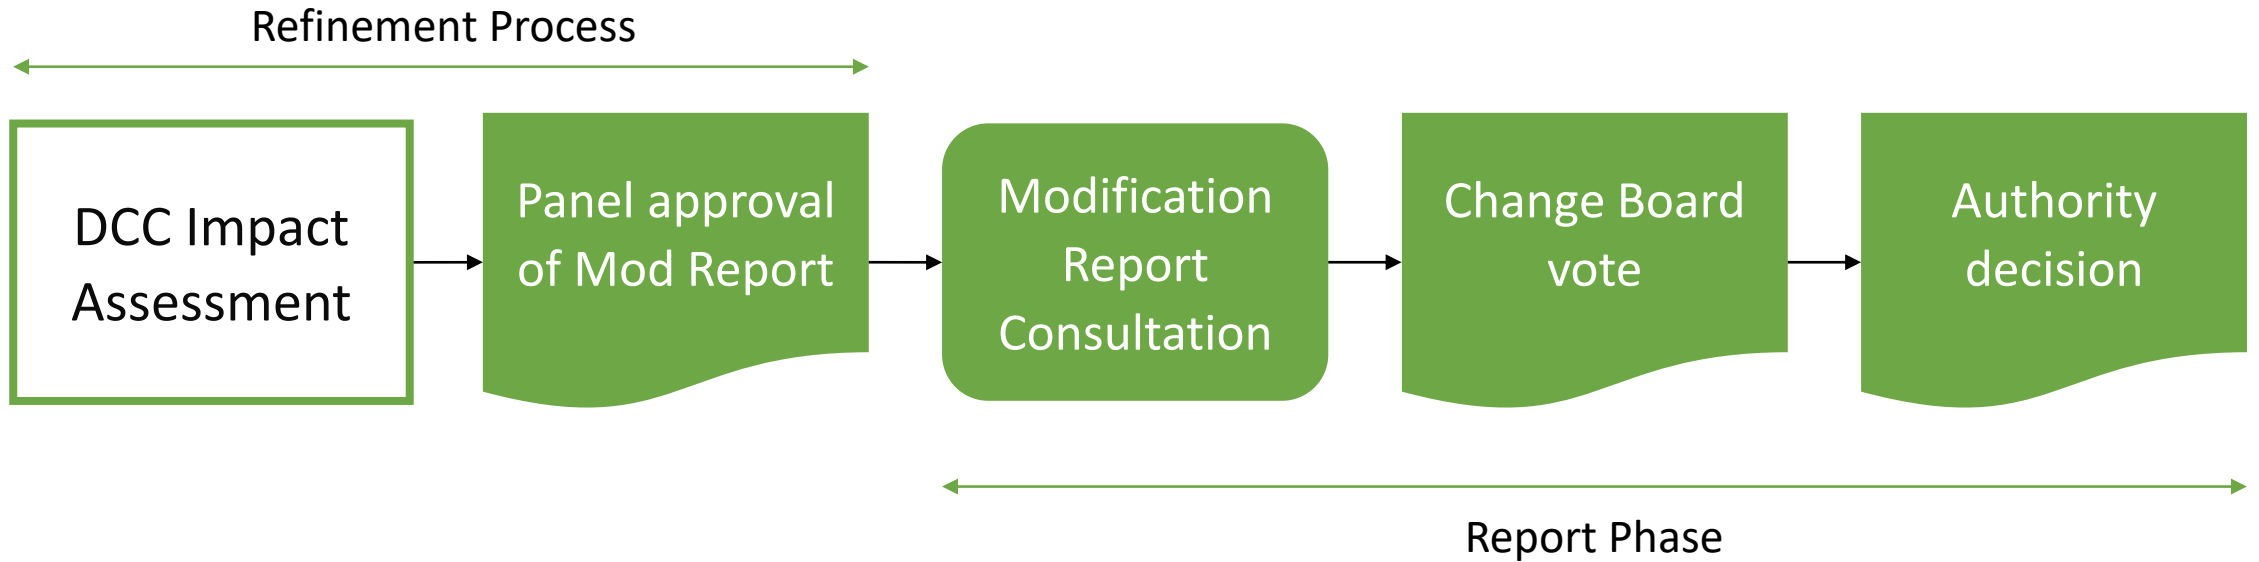 Refinement Process
DCC Impact
Assessment
Panel approval
of Mod Report
Modification
Report
Consultation
Change Board
vote
Authority
decision
Report Phase